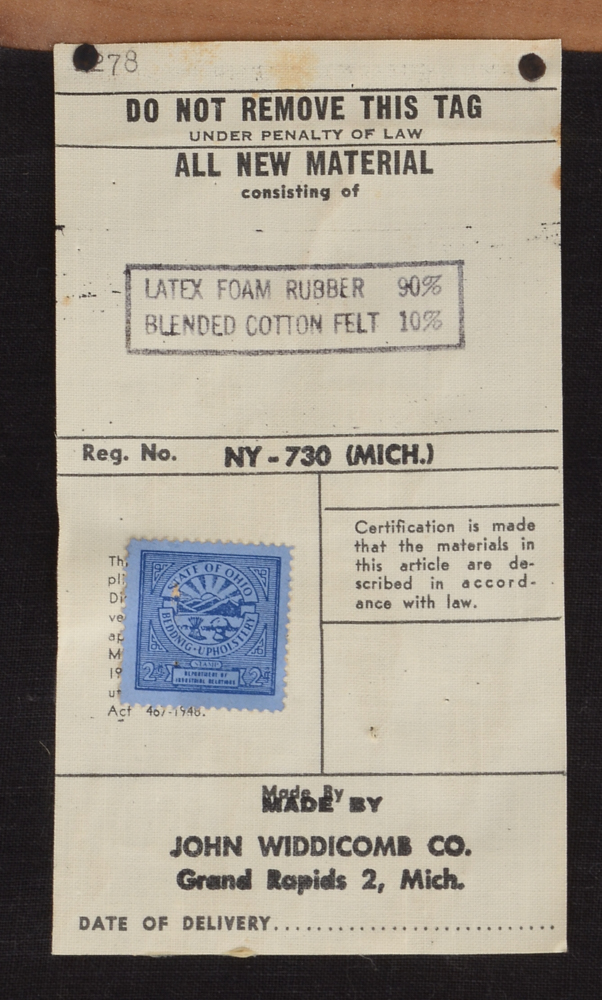 278
DO NOT REMOVE THIS TAG
UNDER PENALTY OF LAW
ALL NEW MATERIAL
consisting of
LATEX FOAM RUBBER 90%
BLENDED COTTON FELT 10%
Reg. No. NY-730 (MICH.)
Certification is made
that the materials in
this article are de-
scribed in accord-
ance with law.
STATE OF OHIO
BEDDING-UPHOLSTERY
STAMP
2¢ 2¢
DEPARTMENT OF
INDUSTRIAL RELATIONS
Act 467-1948.
Made By
MADE BY
JOHN WIDDICOMB CO.
Grand Rapids 2, Mich.
DATE OF DELIVERY............................